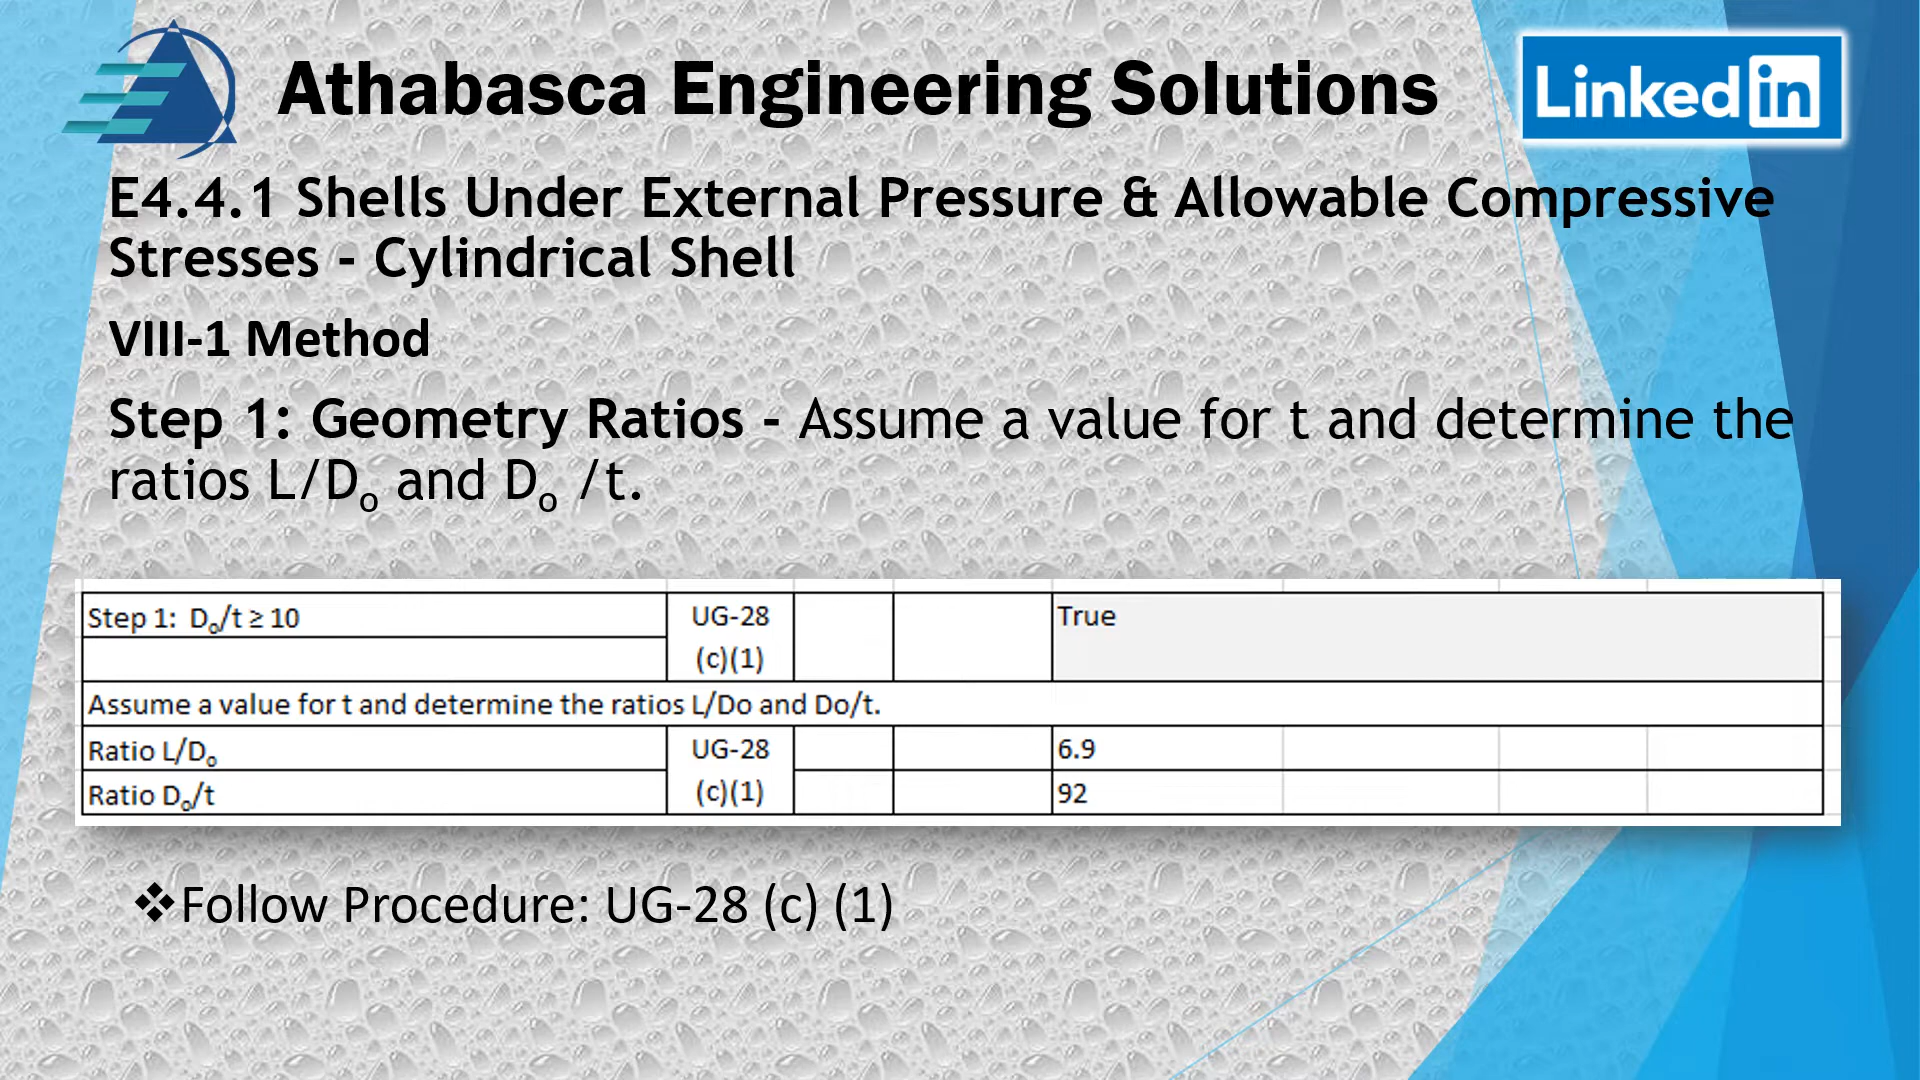 Athabasca Engineering Solutions
Linked in
E4.4.1 Shells Under External Pressure & Allowable Compressive
Stresses - Cylindrical Shell
VIII-1 Method
Step 1: Geometry Ratios - Assume a value for t and determine the
ratios L/Do and Do /t.
Step 1: Do/t ≥ 10 UG-28 True
(c)(1)
Assume a value for t and determine the ratios L/Do and Do/t.
Ratio L/Do UG-28 6.9
Ratio Do/t (c)(1) 92
❖Follow Procedure: UG-28 (c) (1)